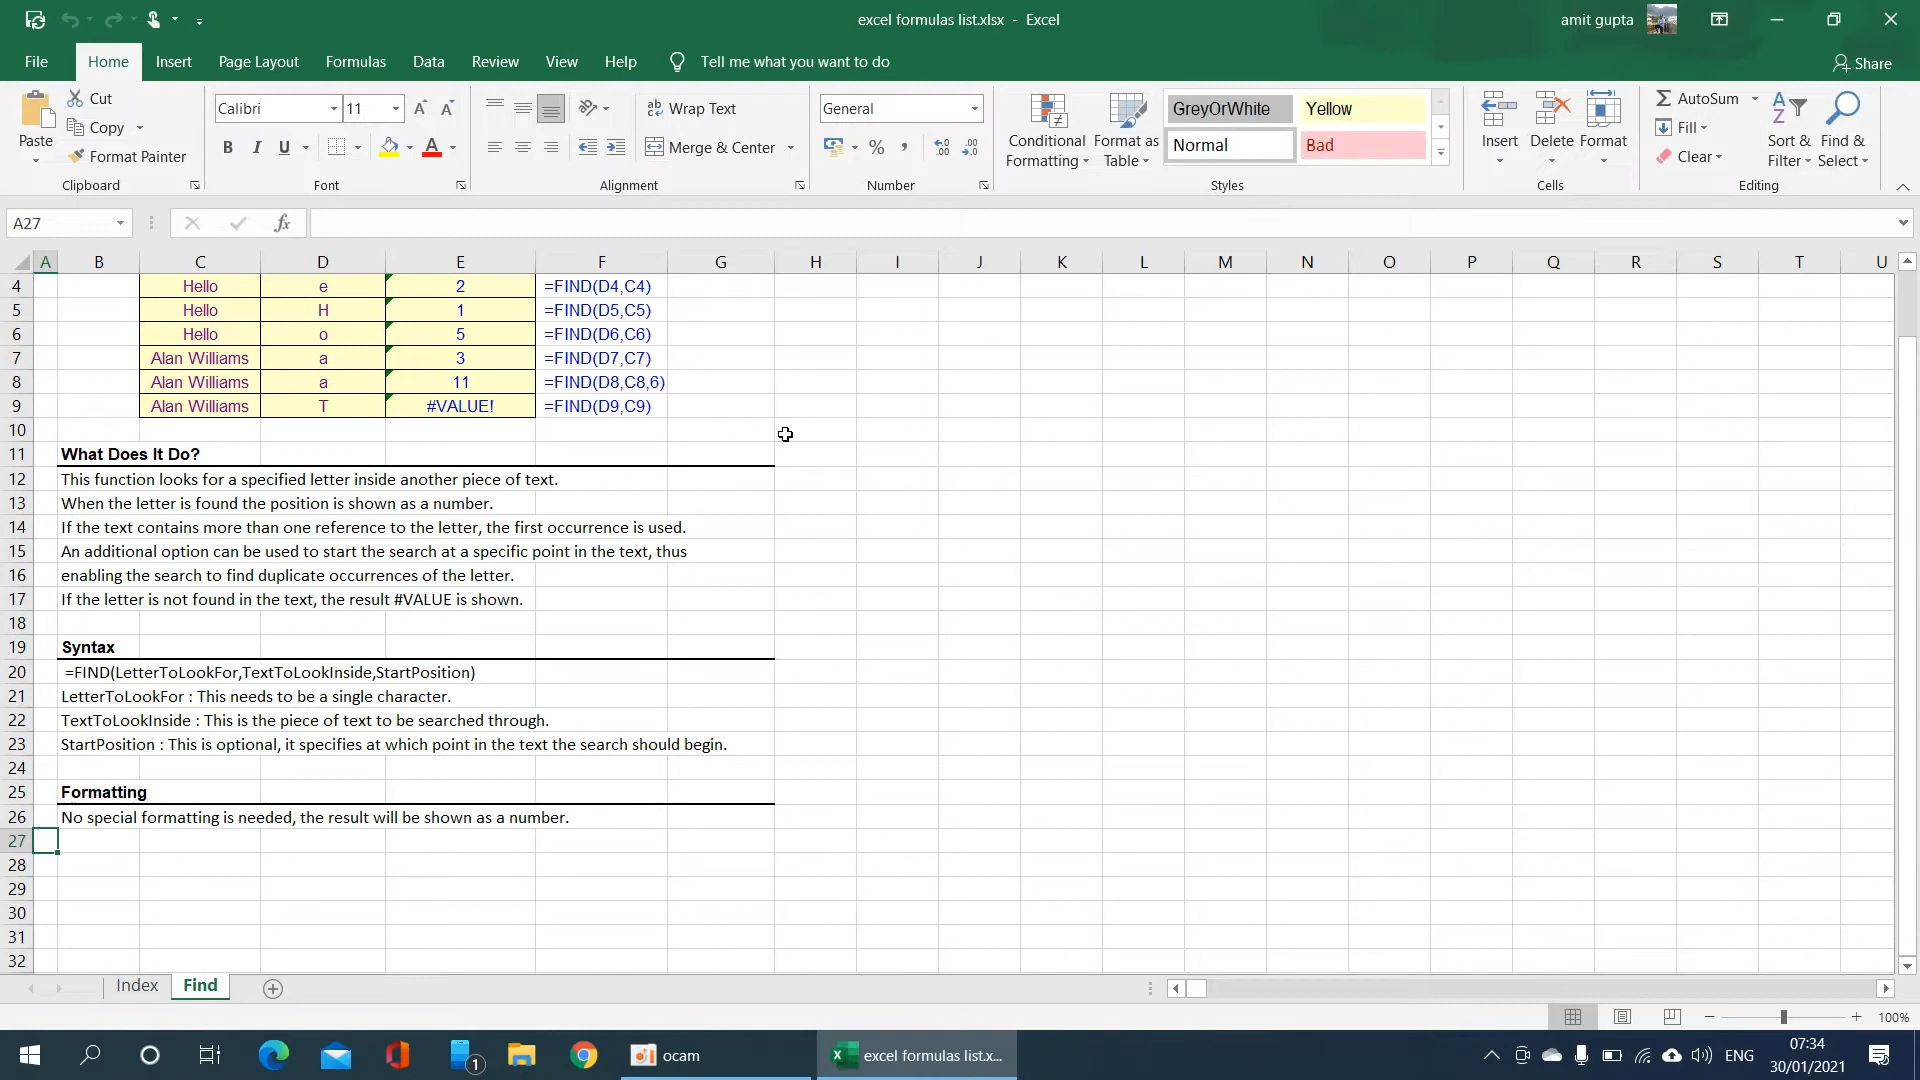 excel formulas list.xlsx - Excel
amit gupta
File Home Insert Page Layout Formulas Data Review View Help Tell me what you want to do Share
Paste
Cut
Copy
Format Painter
Clipboard
Calibri 11
B I U A
Font
Wrap Text
Merge & Center
Alignment
General
% ,
Number
Conditional Formatting
Format as Table
GreyOrWhite Yellow
Normal Bad
Styles
Insert Delete Format
Cells
AutoSum
Fill
Clear
Sort & Filter
Find & Select
Editing
A27 fx
A B C D E F G H I J K L M N O P Q R S T U
4 Hello e 2 =FIND(D4,C4)
5 Hello H 1 =FIND(D5,C5)
6 Hello o 5 =FIND(D6,C6)
7 Alan Williams a 3 =FIND(D7,C7)
8 Alan Williams a 11 =FIND(D8,C8,6)
9 Alan Williams T #VALUE! =FIND(D9,C9)
10
11 What Does It Do?
12 This function looks for a specified letter inside another piece of text.
13 When the letter is found the position is shown as a number.
14 If the text contains more than one reference to the letter, the first occurrence is used.
15 An additional option can be used to start the search at a specific point in the text, thus
16 enabling the search to find duplicate occurrences of the letter.
17 If the letter is not found in the text, the result #VALUE is shown.
18
19 Syntax
20 =FIND(LetterToLookFor,TextToLookInside,StartPosition)
21 LetterToLookFor : This needs to be a single character.
22 TextToLookInside : This is the piece of text to be searched through.
23 StartPosition : This is optional, it specifies at which point in the text the search should begin.
24
25 Formatting
26 No special formatting is needed, the result will be shown as a number.
27
28
29
30
31
32
Index Find
100%
1 ocam excel formulas list.x... ENG
07:34
30/01/2021